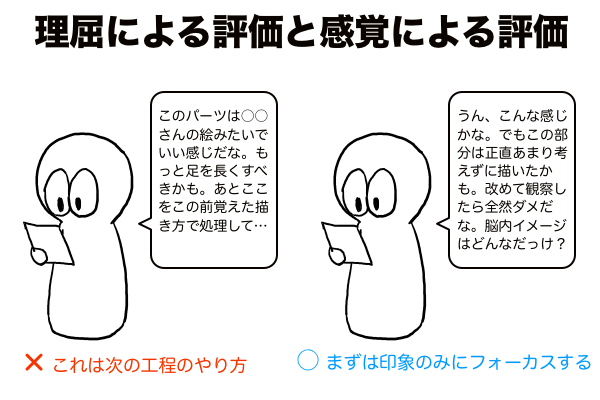 理屈による評価と感覚による評価
このパーツは○○
さんの絵みたいで
いい感じだな。も
っと足を長くすべ
きかも。あとここ
をこの前覚えた描
き方で処理して…
うん、こんな感じ
かな。でもこの部
分は正直あまり考
えずに描いたか
も。改めて観察し
たら全然ダメだ
な。脳内イメージ
はどんなだっけ？
✕ これは次の工程のやり方
○ まずは印象のみにフォーカスする